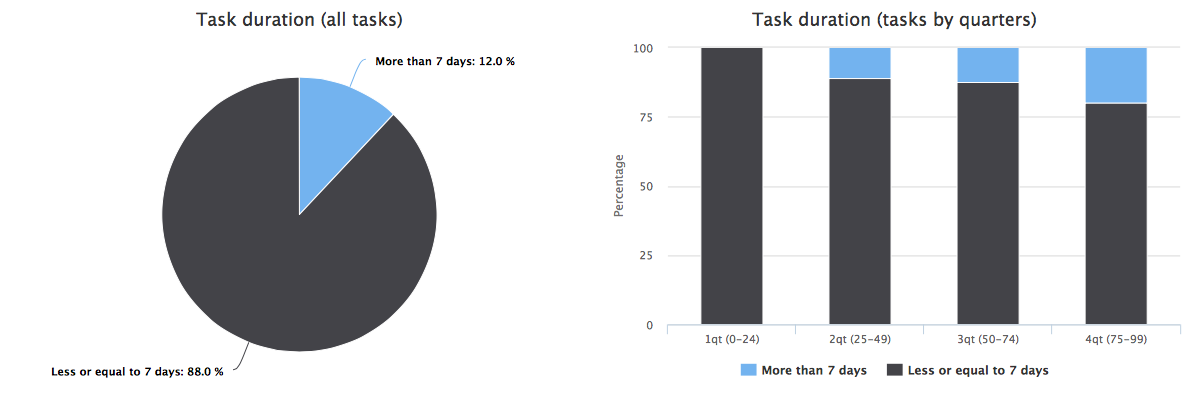 Task duration (all tasks)
More than 7 days: 12.0 %
Less or equal to 7 days: 88.0 %
Task duration (tasks by quarters)
Percentage
100
75
50
25
0
1qt (0-24) 2qt (25-49) 3qt (50-74) 4qt (75-99)
More than 7 days Less or equal to 7 days